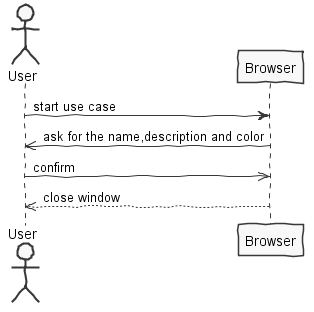 User
Browser
start use case
ask for the name,description and color
confirm
close window
User
Browser